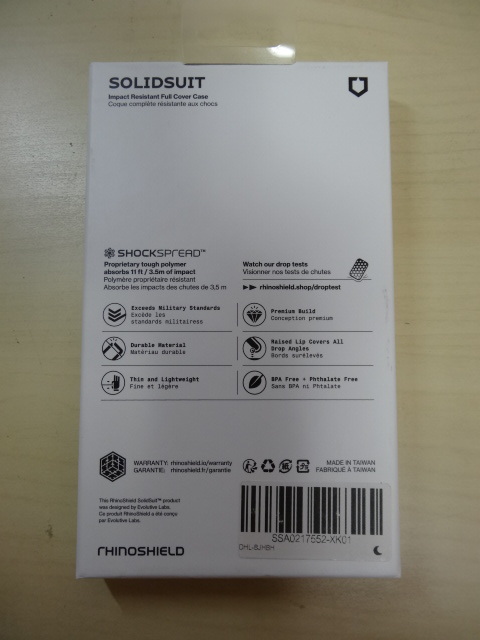 SOLIDSUIT
Impact Resistant Full Cover Case
Coque complète résistante aux chocs
SHOCKSPREAD™
Proprietary tough polymer
absorbs 11 ft / 3.5m of impact
Polymère propriétaire résistant
Absorbe les impacts des chutes de 3,5 m
Watch our drop tests
Visionner nos tests de chutes
rhinoshield.shop/droptest
Exceeds Military Standards
Excède les
standards militairess
Premium Build
Conception premium
Durable Material
Matériau durable
Raised Lip Covers All
Drop Angles
Bords surélevés
Thin and Lightweight
Fine et légère
BPA Free + Phthalate Free
Sans BPA ni Phtalate
WARRANTY: rhinoshield.io/warranty
GARANTIE: rhinoshield.fr/garantie
MADE IN TAIWAN
FABRIQUÉ À TAIWAN
This RhinoShield SolidSuit™ product
was designed by Evolutive Labs.
Ce produit RhinoShield a été conçu
par Evolutive Labs.
RHINOSHIELD
SSA0217552-XK01